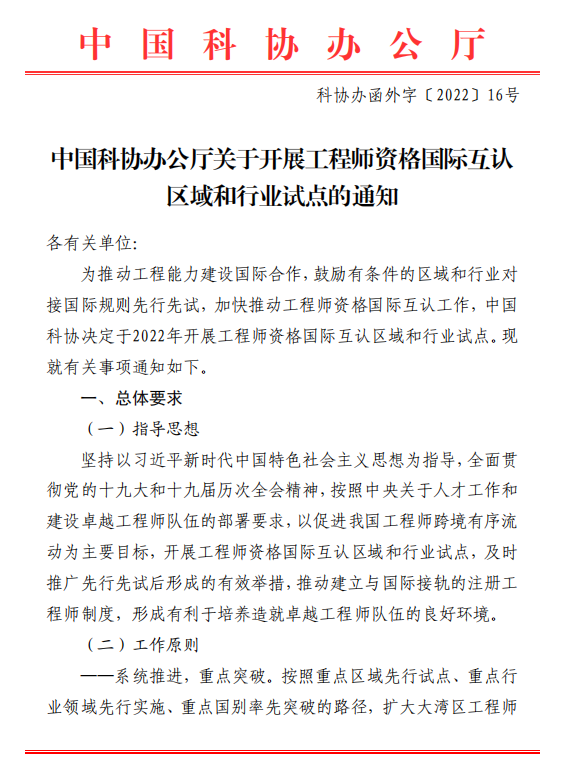 中国科协办公厅
科协办函外字〔2022〕16号
中国科协办公厅关于开展工程师资格国际互认
区域和行业试点的通知
各有关单位：
为推动工程能力建设国际合作，鼓励有条件的区域和行业对
接国际规则先行先试，加快推动工程师资格国际互认工作，中国
科协决定于2022年开展工程师资格国际互认区域和行业试点。现
就有关事项通知如下。
一、总体要求
（一）指导思想
坚持以习近平新时代中国特色社会主义思想为指导，全面贯
彻党的十九大和十九届历次全会精神，按照中央关于人才工作和
建设卓越工程师队伍的部署要求，以促进我国工程师跨境有序流
动为主要目标，开展工程师资格国际互认区域和行业试点，及时
推广先行先试后形成的有效举措，推动建立与国际接轨的注册工
程师制度，形成有利于培养造就卓越工程师队伍的良好环境。
（二）工作原则
——系统推进，重点突破。按照重点区域先行试点、重点行
业领域先行实施、重点国别率先突破的路径，扩大大湾区工程师